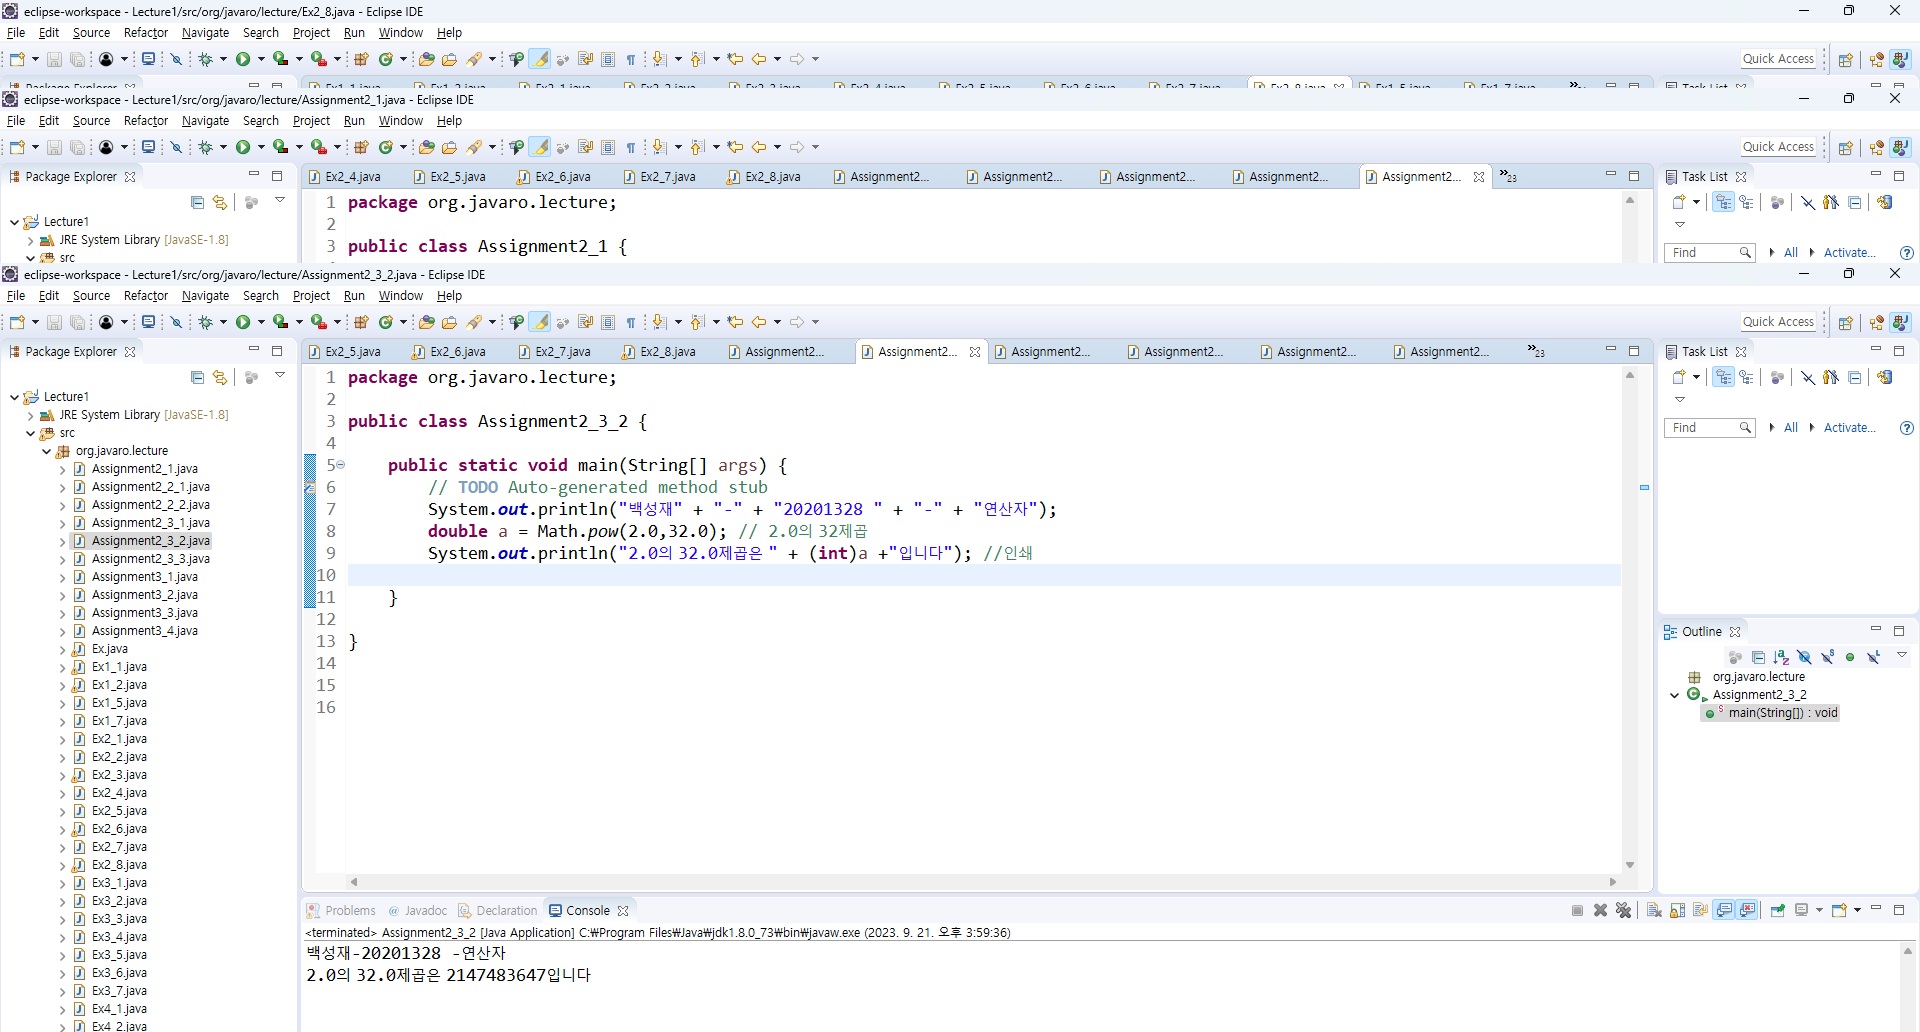 eclipse-workspace - Lecture1/src/org/javaro/lecture/Ex2_8.java - Eclipse IDE
File Edit Source Refactor Navigate Search Project Run Window Help
Quick Access
eclipse-workspace - Lecture1/src/org/javaro/lecture/Assignment2_1.java - Eclipse IDE
File Edit Source Refactor Navigate Search Project Run Window Help
Quick Access
Package Explorer
Ex2_4.java Ex2_5.java Ex2_6.java Ex2_7.java Ex2_8.java Assignment2... Assignment2... Assignment2... Assignment2... Assignment2... »23
Task List
Lecture1
JRE System Library [JavaSE-1.8]
src
1 package org.javaro.lecture;
2
3 public class Assignment2_1 {
Find All Activate...
eclipse-workspace - Lecture1/src/org/javaro/lecture/Assignment2_3_2.java - Eclipse IDE
File Edit Source Refactor Navigate Search Project Run Window Help
Quick Access
Package Explorer
Ex2_5.java Ex2_6.java Ex2_7.java Ex2_8.java Assignment2... Assignment2... Assignment2... Assignment2... Assignment2... Assignment2... »23
Task List
Lecture1
JRE System Library [JavaSE-1.8]
src
org.javaro.lecture
Assignment2_1.java
Assignment2_2_1.java
Assignment2_2_2.java
Assignment2_3_1.java
Assignment2_3_2.java
Assignment2_3_3.java
Assignment3_1.java
Assignment3_2.java
Assignment3_3.java
Assignment3_4.java
Ex.java
Ex1_1.java
Ex1_2.java
Ex1_5.java
Ex1_7.java
Ex2_1.java
Ex2_2.java
Ex2_3.java
Ex2_4.java
Ex2_5.java
Ex2_6.java
Ex2_7.java
Ex2_8.java
Ex3_1.java
Ex3_2.java
Ex3_3.java
Ex3_4.java
Ex3_5.java
Ex3_6.java
Ex3_7.java
Ex4_1.java
Ex4_2.java
1 package org.javaro.lecture;
2
3 public class Assignment2_3_2 {
4
5 public static void main(String[] args) {
6 // TODO Auto-generated method stub
7 System.out.println("백성재" + "-" + "20201328 " + "-" + "연산자");
8 double a = Math.pow(2.0,32.0); // 2.0의 32제곱
9 System.out.println("2.0의 32.0제곱은 " + (int)a +"입니다"); //인쇄
10
11 }
12
13 }
14
15
16
Find All Activate...
Outline
org.javaro.lecture
Assignment2_3_2
main(String[]) : void
Problems @ Javadoc Declaration Console
<terminated> Assignment2_3_2 [Java Application] C:₩Program Files₩Java₩jdk1.8.0_73₩bin₩javaw.exe (2023. 9. 21. 오후 3:59:36)
백성재-20201328 -연산자
2.0의 32.0제곱은 2147483647입니다